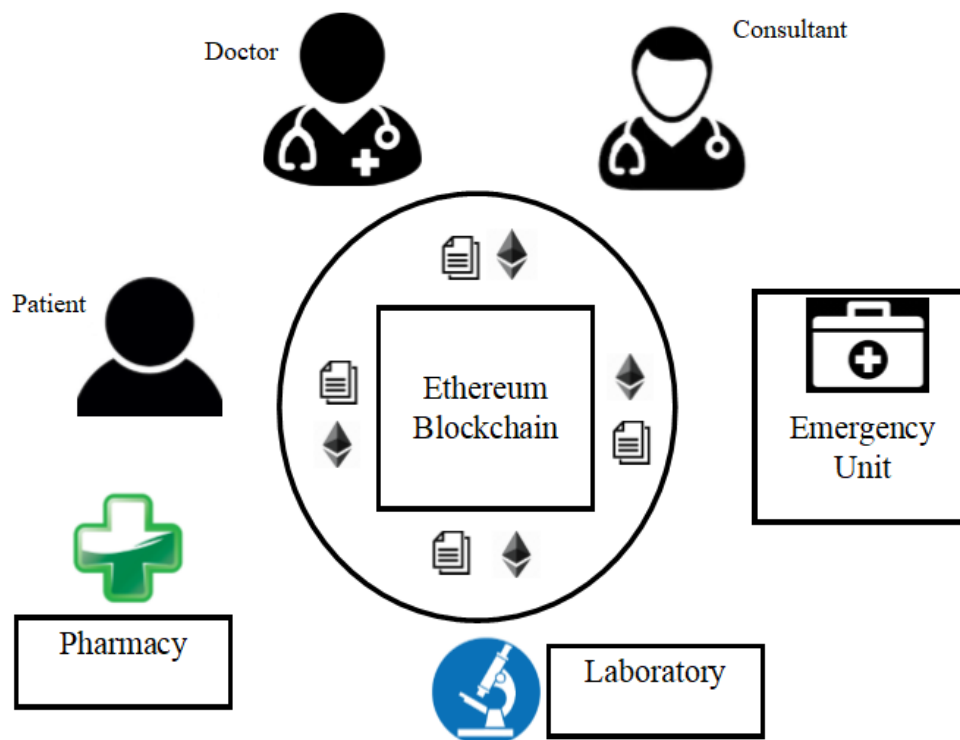 Doctor
Consultant
Patient
Ethereum
Blockchain
Emergency
Unit
Pharmacy
Laboratory